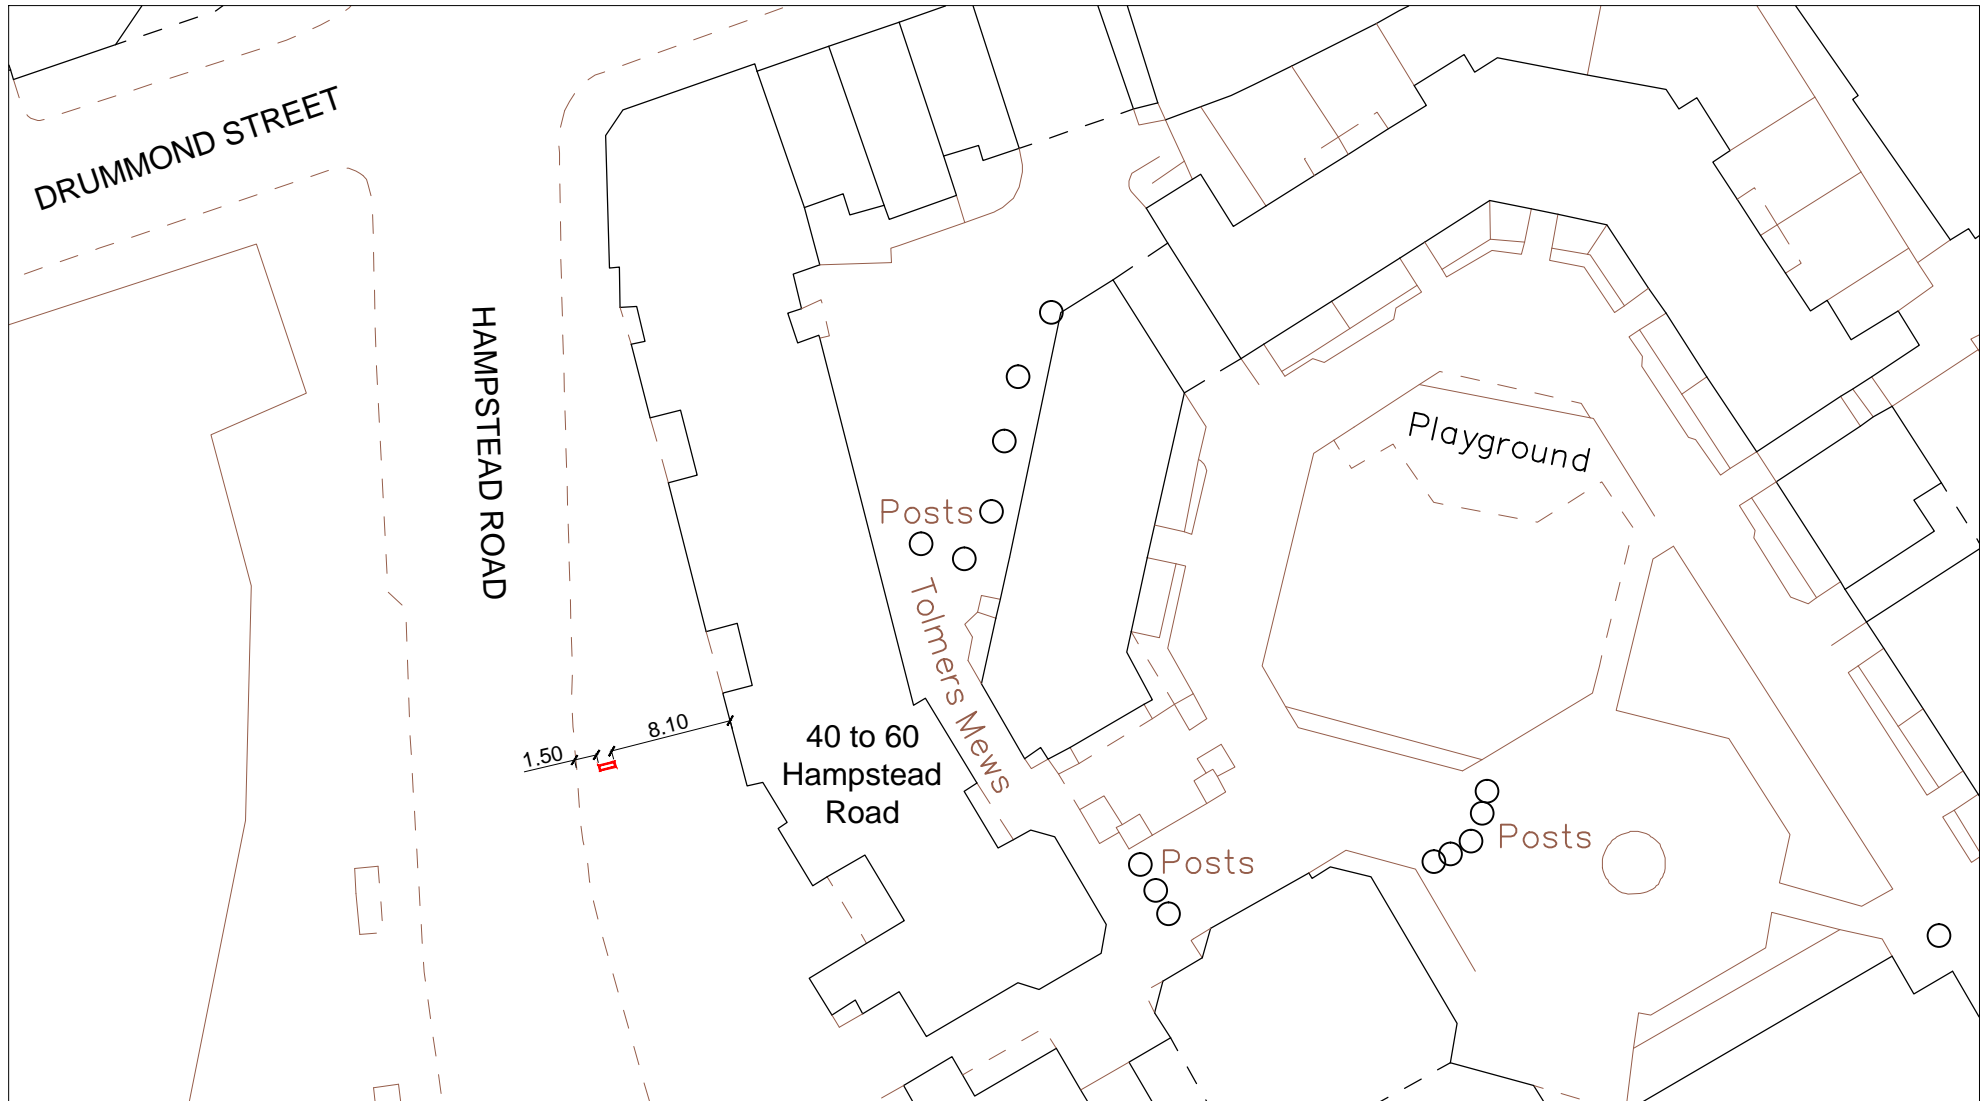 DRUMMOND STREET
HAMPSTEAD ROAD
Playground
Posts
Tolmers Mews
1.50
8.10
40 to 60
Hampstead
Road
Posts
Posts